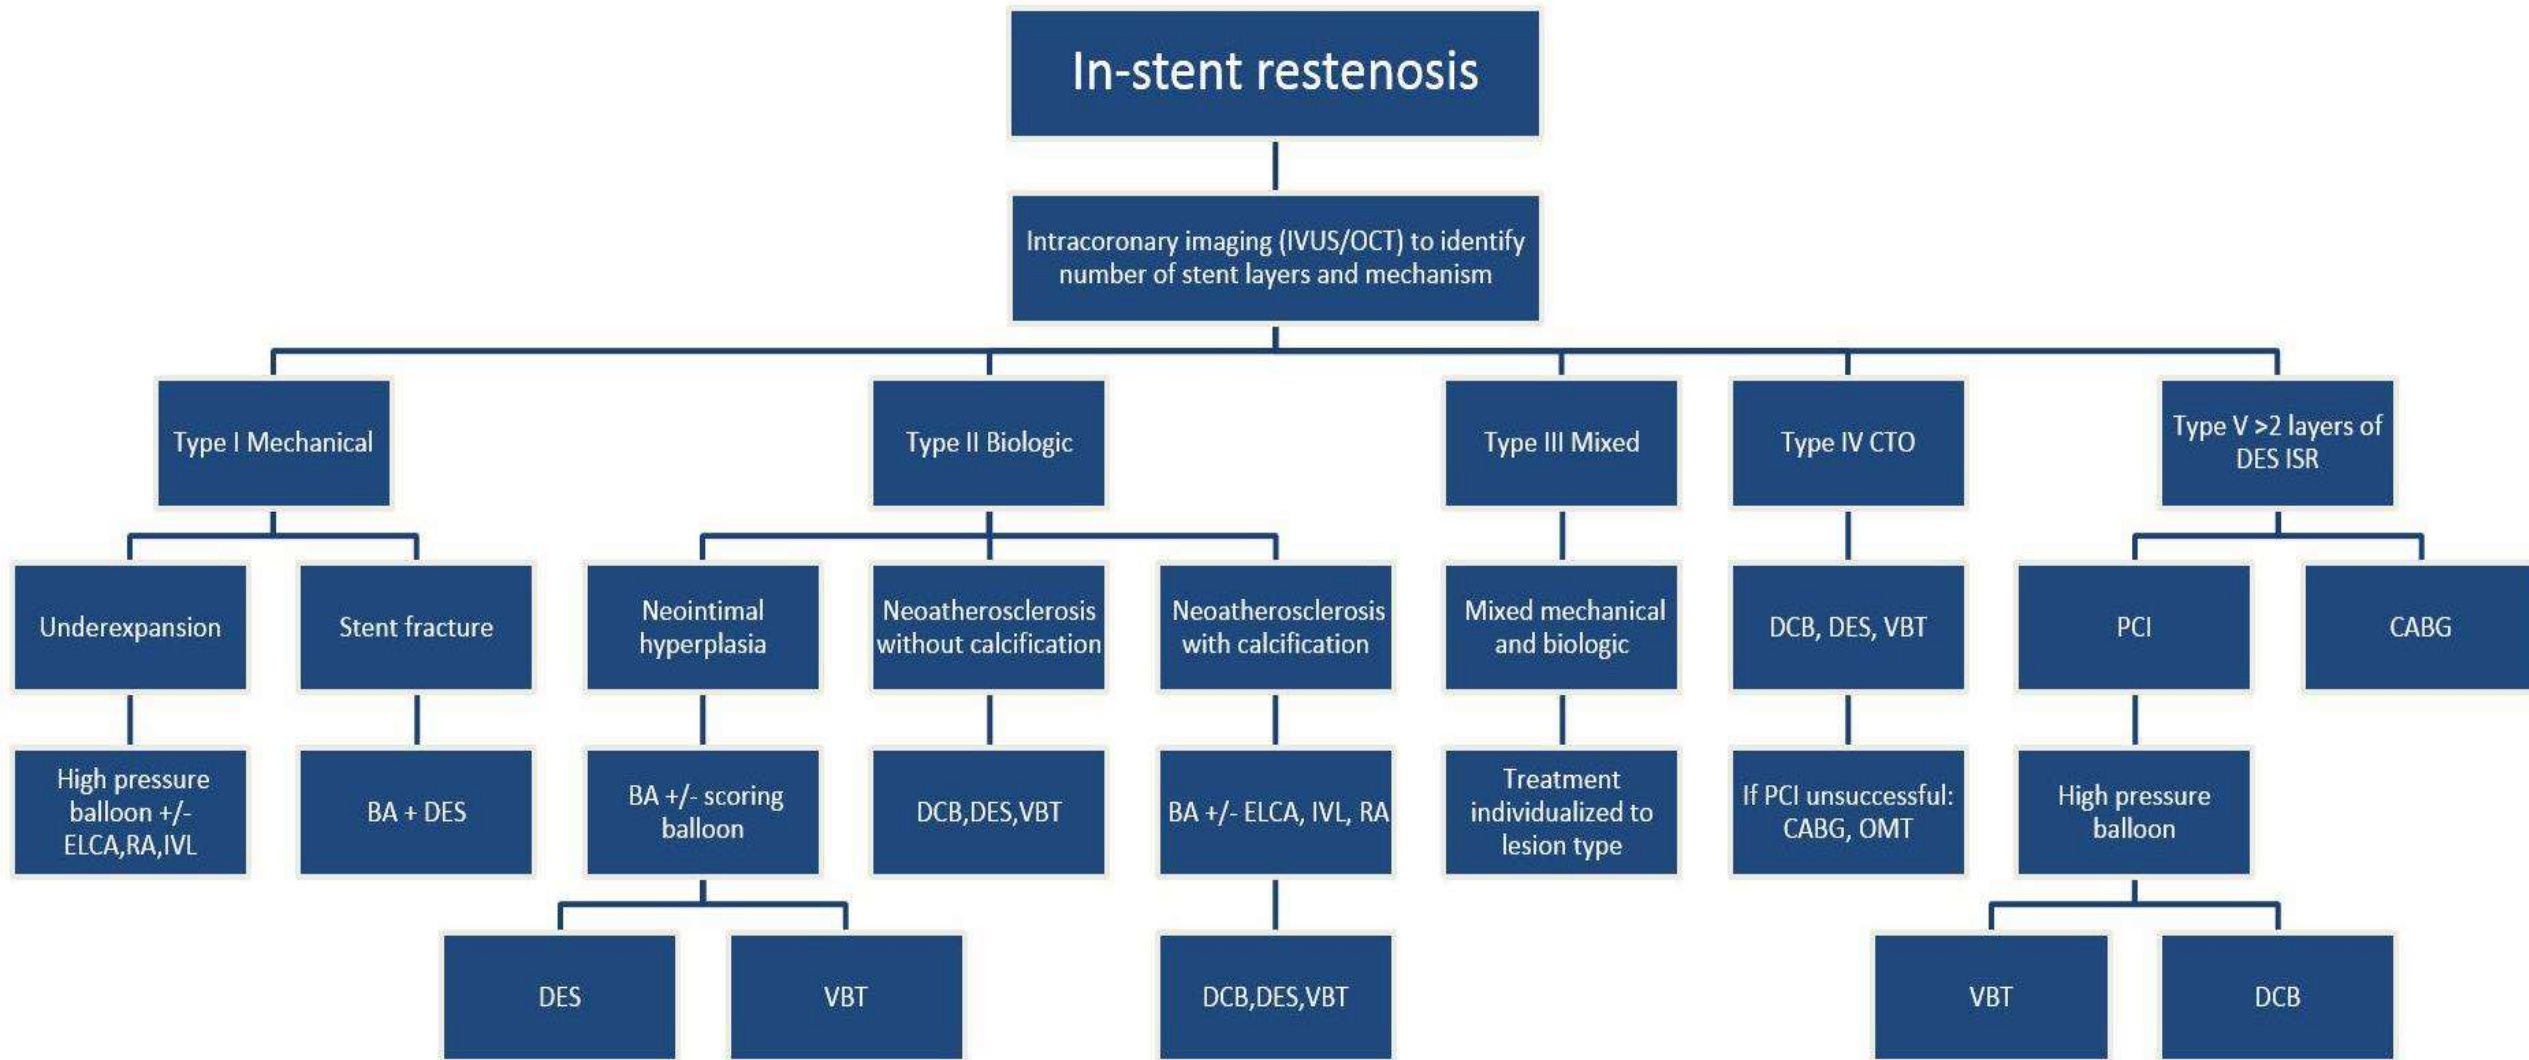 In-stent restenosis
Intracoronary imaging (IVUS/OCT) to identify
number of stent layers and mechanism
Type I Mechanical
Type II Biologic
Type III Mixed
Type IV CTO
Type V >2 layers of
DES ISR
Underexpansion
Stent fracture
Neointimal
hyperplasia
Neoatherosclerosis
without calcification
Neoatherosclerosis
with calcification
Mixed mechanical
and biologic
DCB, DES, VBT
PCI
CABG
High pressure
balloon +/-
ELCA,RA,IVL
BA + DES
BA +/- scoring
balloon
DCB,DES,VBT
BA +/- ELCA, IVL, RA
Treatment
individualized to
lesion type
If PCI unsuccessful:
CABG, OMT
High pressure
balloon
DES
VBT
DCB,DES,VBT
VBT
DCB